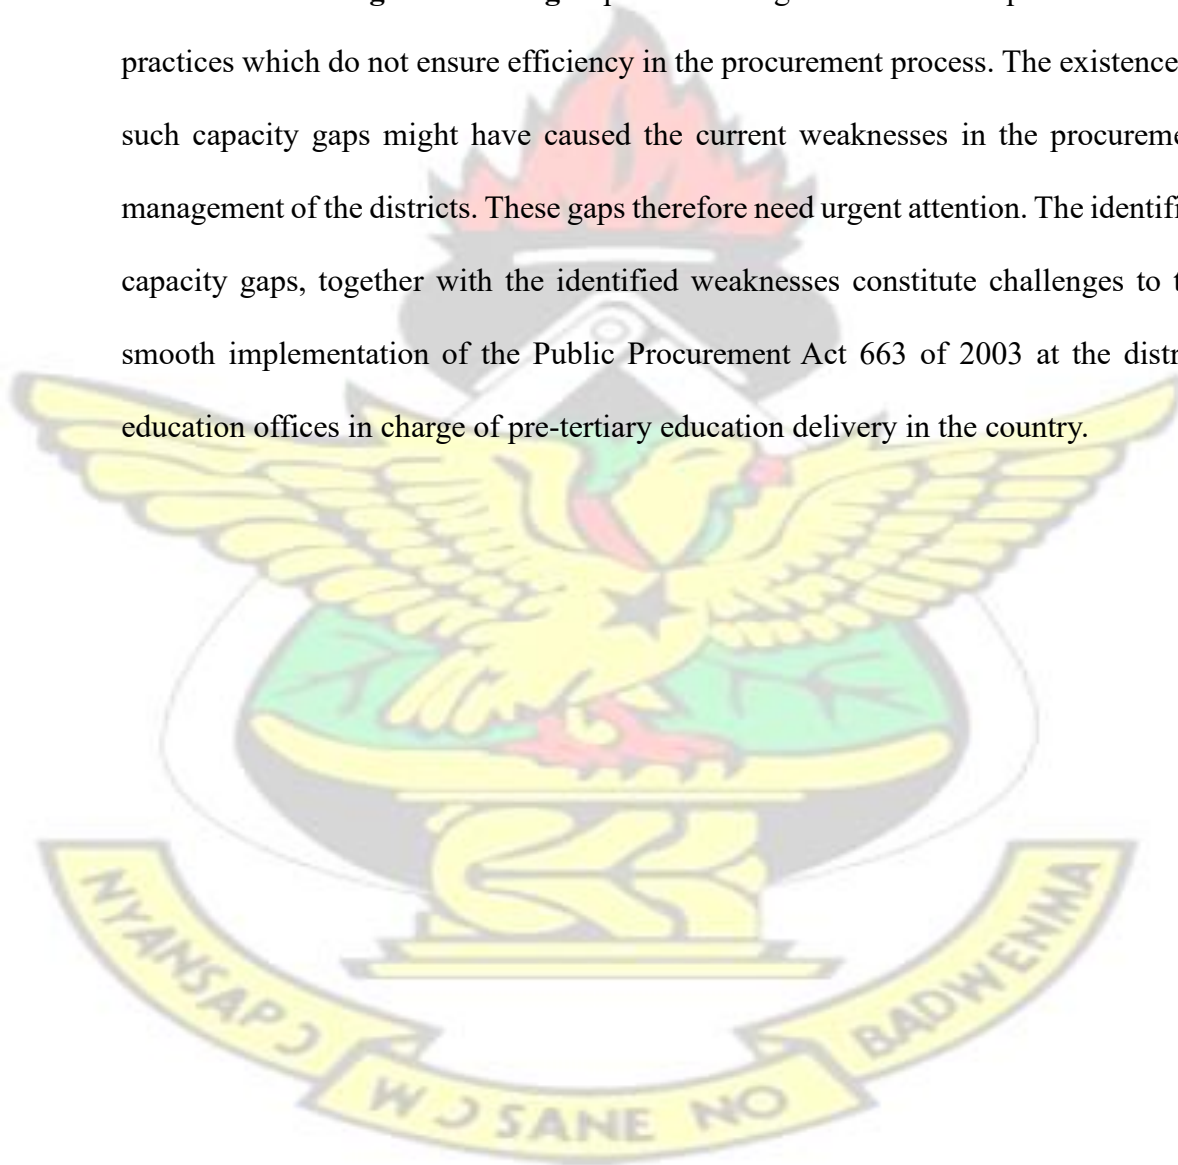 practices which do not ensure efficiency in the procurement process. The existence
such capacity gaps might have caused the current weaknesses in the procureme
management of the districts. These gaps therefore need urgent attention. The identifi
capacity gaps, together with the identified weaknesses constitute challenges to t
smooth implementation of the Public Procurement Act 663 of 2003 at the distr
education offices in charge of pre-tertiary education delivery in the country.
NYANSAPƆ
WƆSANE NO
BADWENMA